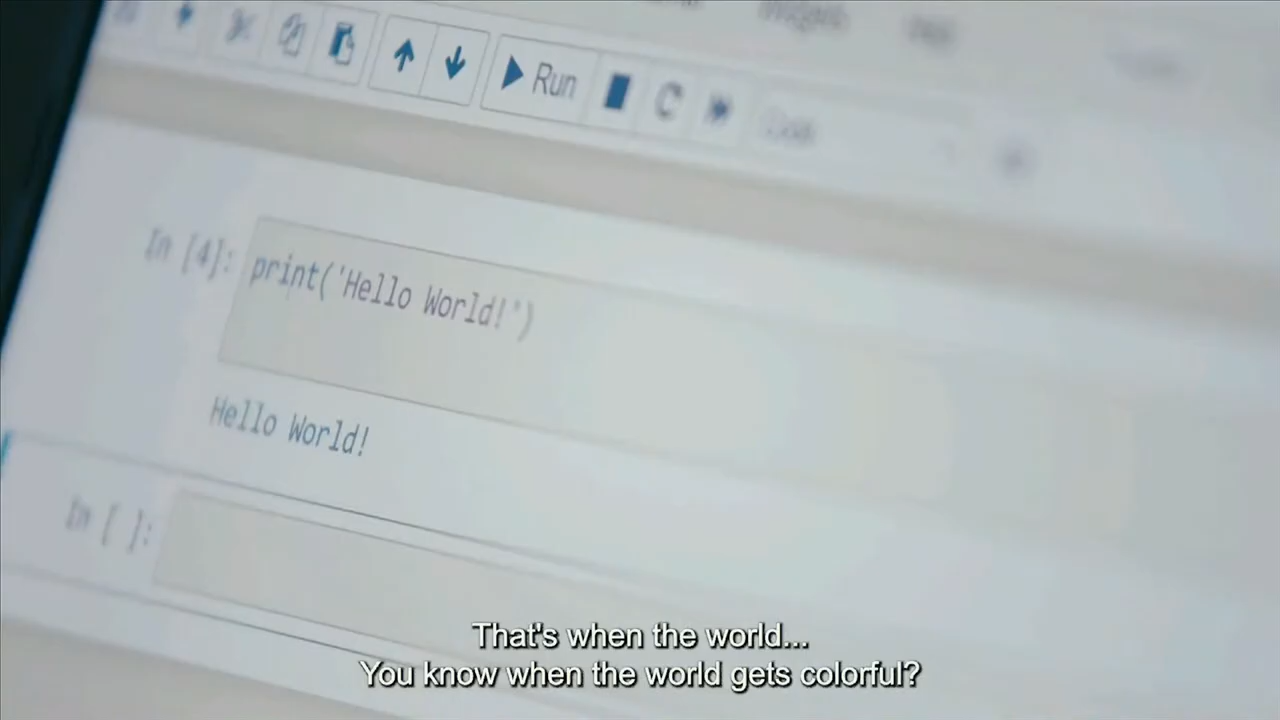 Run
Code
In [4]: print('Hello World!')
Hello World!
In [ ]:
That's when the world...
You know when the world gets colorful?